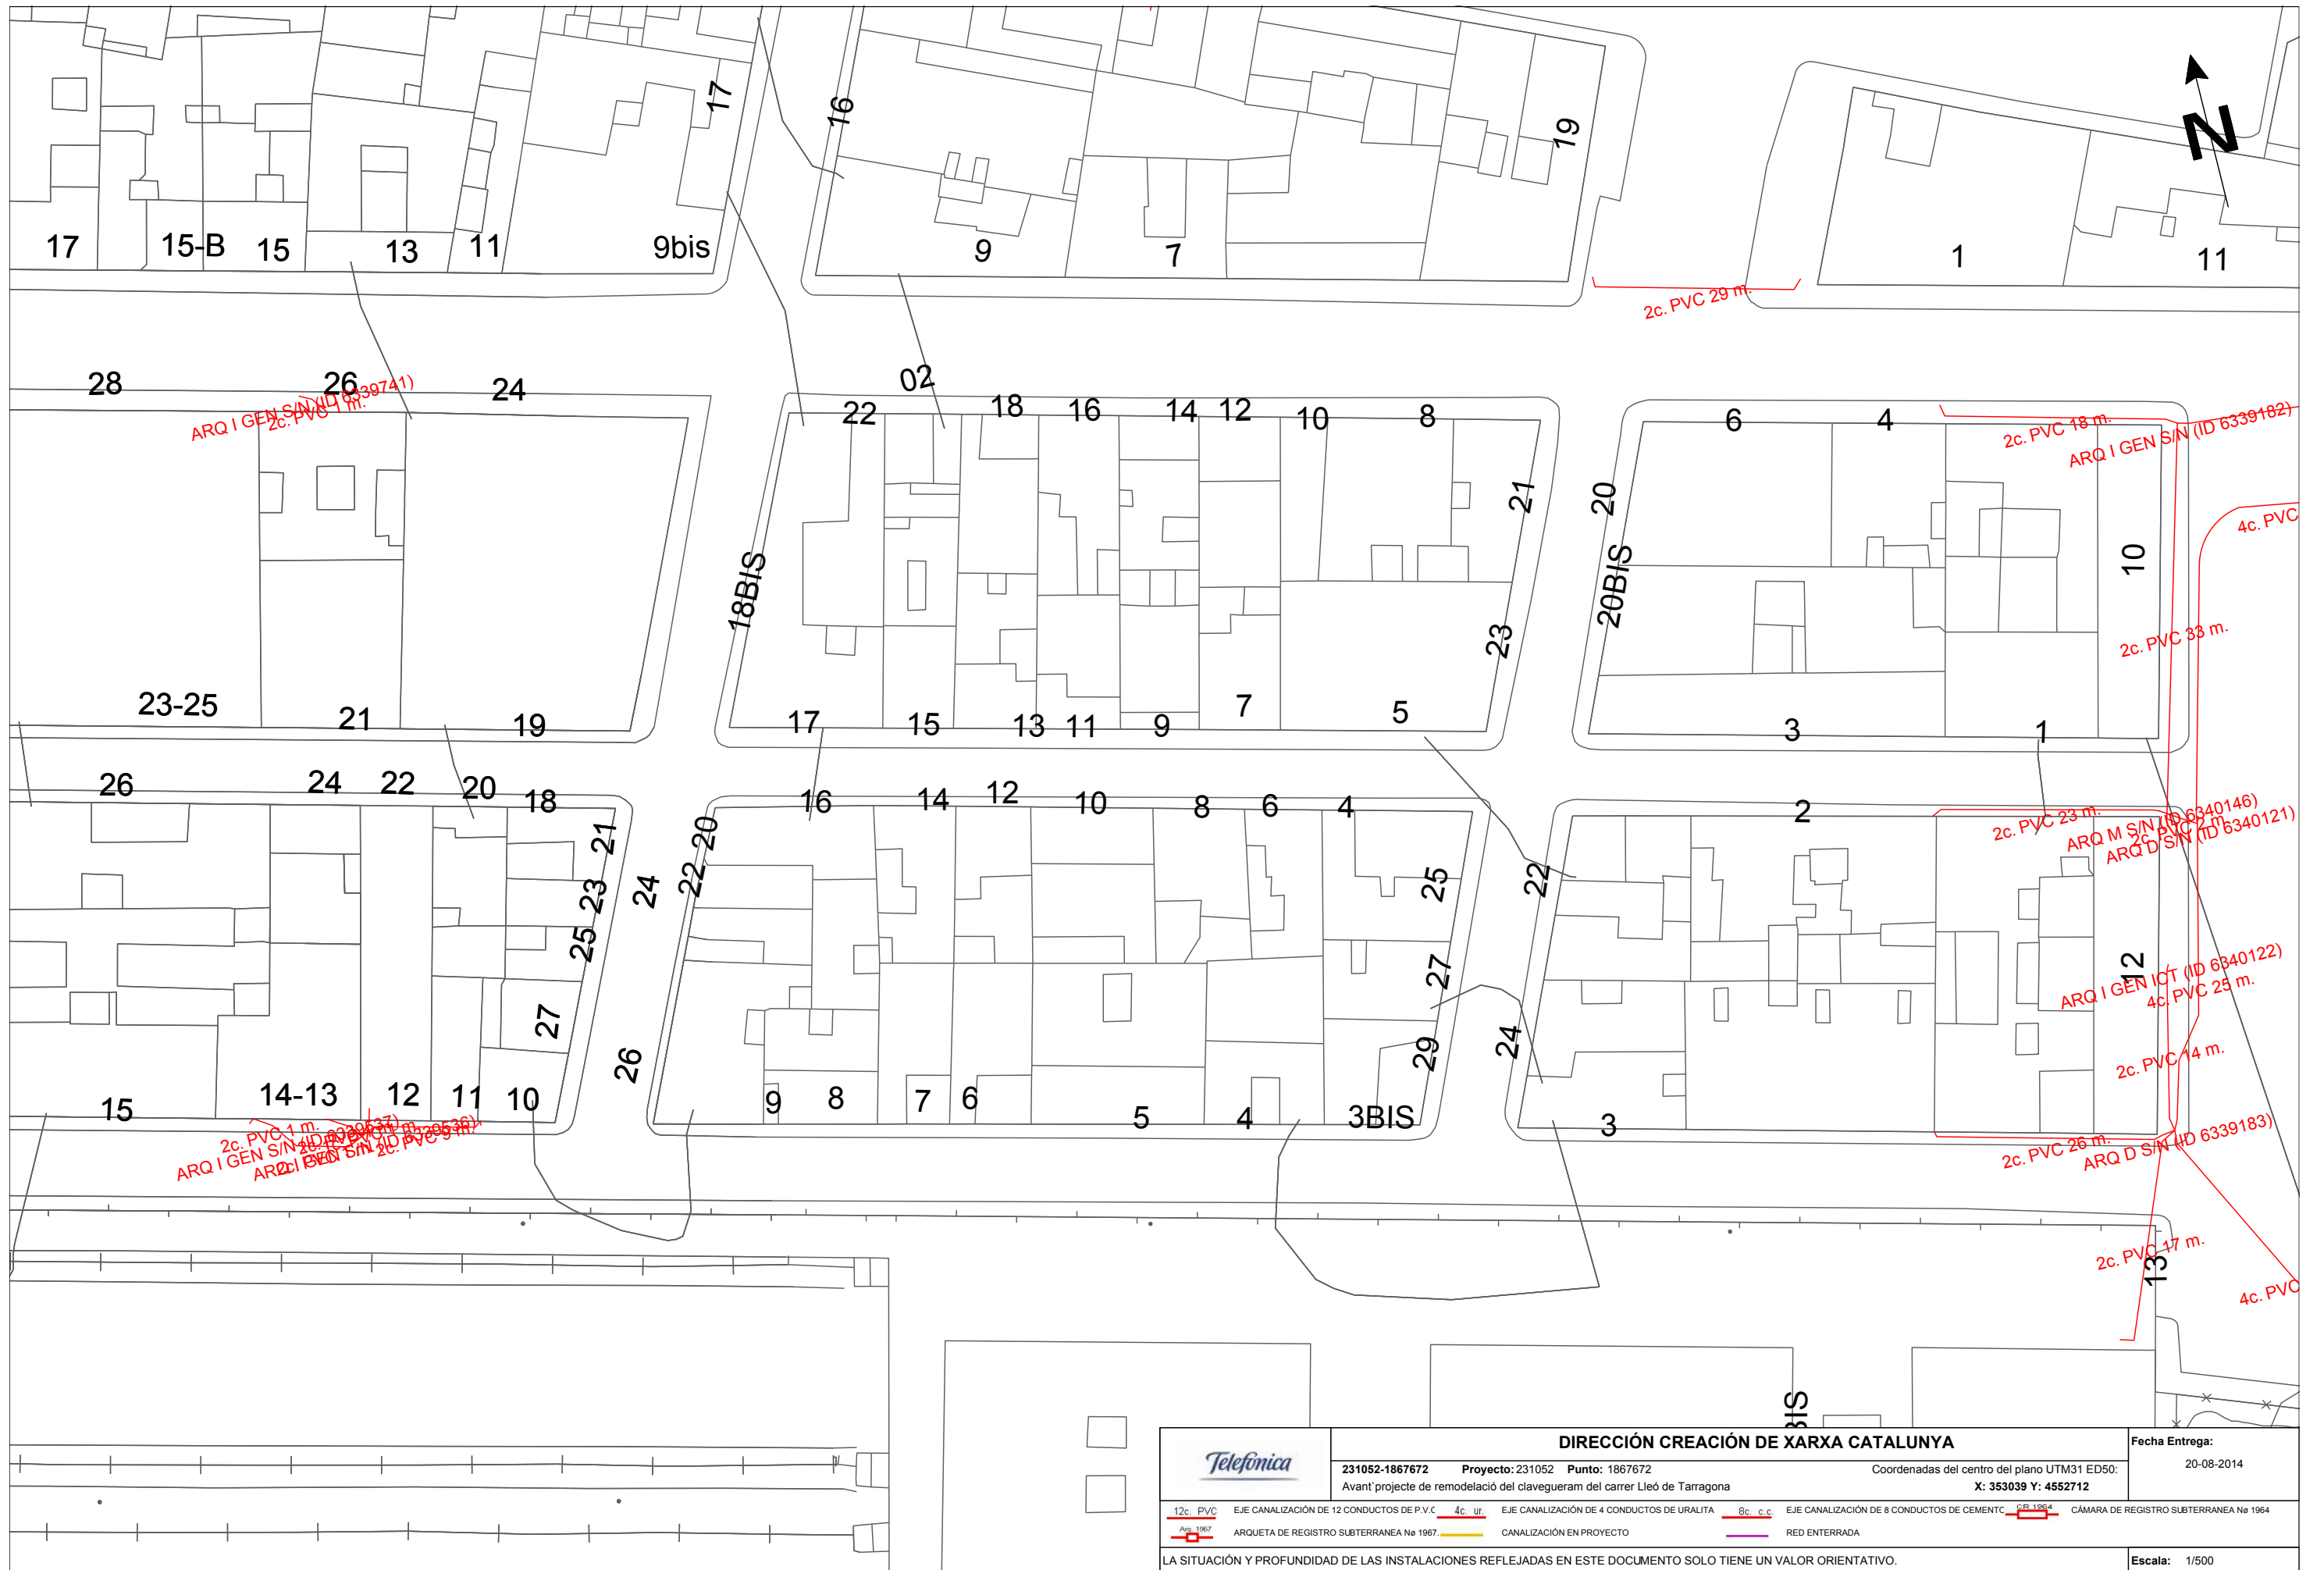 17
16
19
N
17
15-B
15
13
11
9bis
9
7
1
11
2c. PVC 29 m.
28
26
24
ARQ I GEN S/N (ID 6339741)
2c. PVC 1 m.
02
22
18
16
14
12
10
8
6
4
2c. PVC 18 m.
ARQ I GEN S/N (ID 6339182)
21
20
4c. PVC
18BIS
20BIS
10
23
2c. PVC 33 m.
23-25
21
19
17
15
13
11
9
7
5
3
1
26
24
22
20
18
16
14
12
10
8
6
4
2
2c. PVC 23 m.
ARQ M S/N (ID 6340146)
ARQ D S/N (ID 6340121)
21
20
23
24
22
25
22
25
27
12
ARQ I GEN ICT (ID 6340122)
4c. PVC 25 m.
27
26
29
24
2c. PVC 14 m.
15
14-13
12
11
10
9
8
7
6
5
4
3BIS
3
2c. PVC 1 m.
ARQ I GEN S/N (ID 6339537)
2c. PVC 9 m.
2c. PVC 26 m.
ARQ D S/N (ID 6339183)
2c. PVC 17 m.
13
4c. PVC
BIS
Telefónica
DIRECCIÓN CREACIÓN DE XARXA CATALUNYA
Fecha Entrega:
20-08-2014
231052-1867672 Proyecto: 231052 Punto: 1867672
Coordenadas del centro del plano UTM31 ED50:
Avant`projecte de remodelació del clavegueram del carrer Lleó de Tarragona
X: 353039 Y: 4552712
12c. PVC EJE CANALIZACIÓN DE 12 CONDUCTOS DE P.V.C 4c. ur. EJE CANALIZACIÓN DE 4 CONDUCTOS DE URALITA 8c. c.c. EJE CANALIZACIÓN DE 8 CONDUCTOS DE CEMENTO CR 1964 CÁMARA DE REGISTRO SUBTERRANEA Nø 1964
Arq. 1967 ARQUETA DE REGISTRO SUBTERRANEA Nø 1967. CANALIZACIÓN EN PROYECTO RED ENTERRADA
LA SITUACIÓN Y PROFUNDIDAD DE LAS INSTALACIONES REFLEJADAS EN ESTE DOCUMENTO SOLO TIENE UN VALOR ORIENTATIVO.
Escala: 1/500